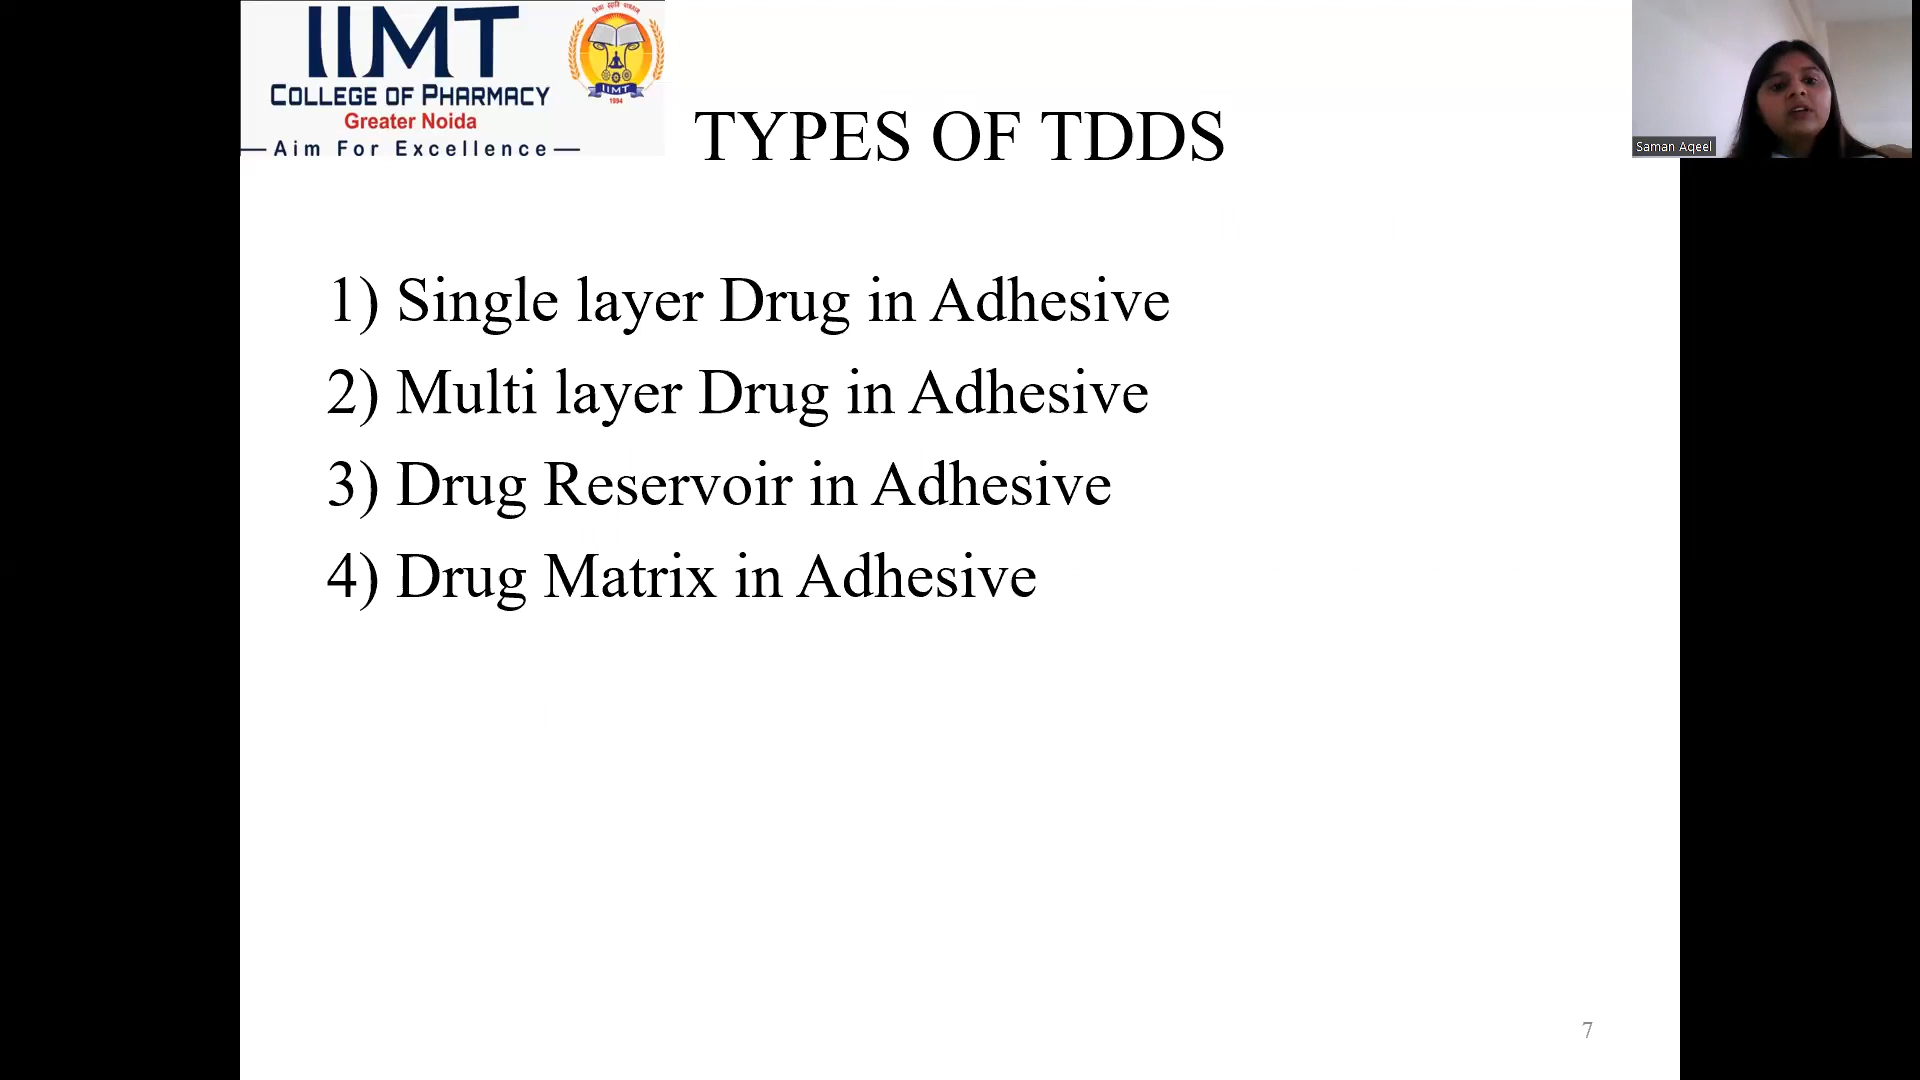 IIMT
COLLEGE OF PHARMACY
Greater Noida
Aim For Excellence
IIMT
1994
TYPES OF TDDS
Saman Aqeel
1) Single layer Drug in Adhesive
2) Multi layer Drug in Adhesive
3) Drug Reservoir in Adhesive
4) Drug Matrix in Adhesive
7